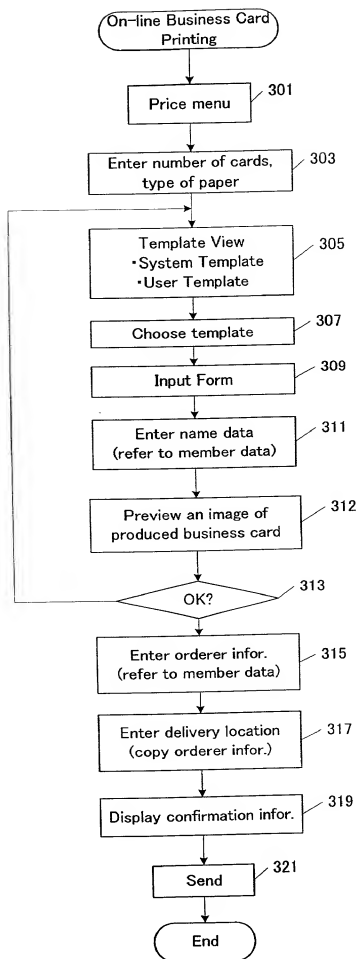 On-line Business Card
Printing
Price menu
301
Enter number of cards,
type of paper
303
Template View
・System Template
・User Template
305
Choose template
307
Input Form
309
Enter name data
(refer to member data)
311
Preview an image of
produced business card
312
OK?
313
Enter orderer infor.
(refer to member data)
315
Enter delivery location
(copy orderer infor.)
317
Display confirmation infor.
319
Send
321
End